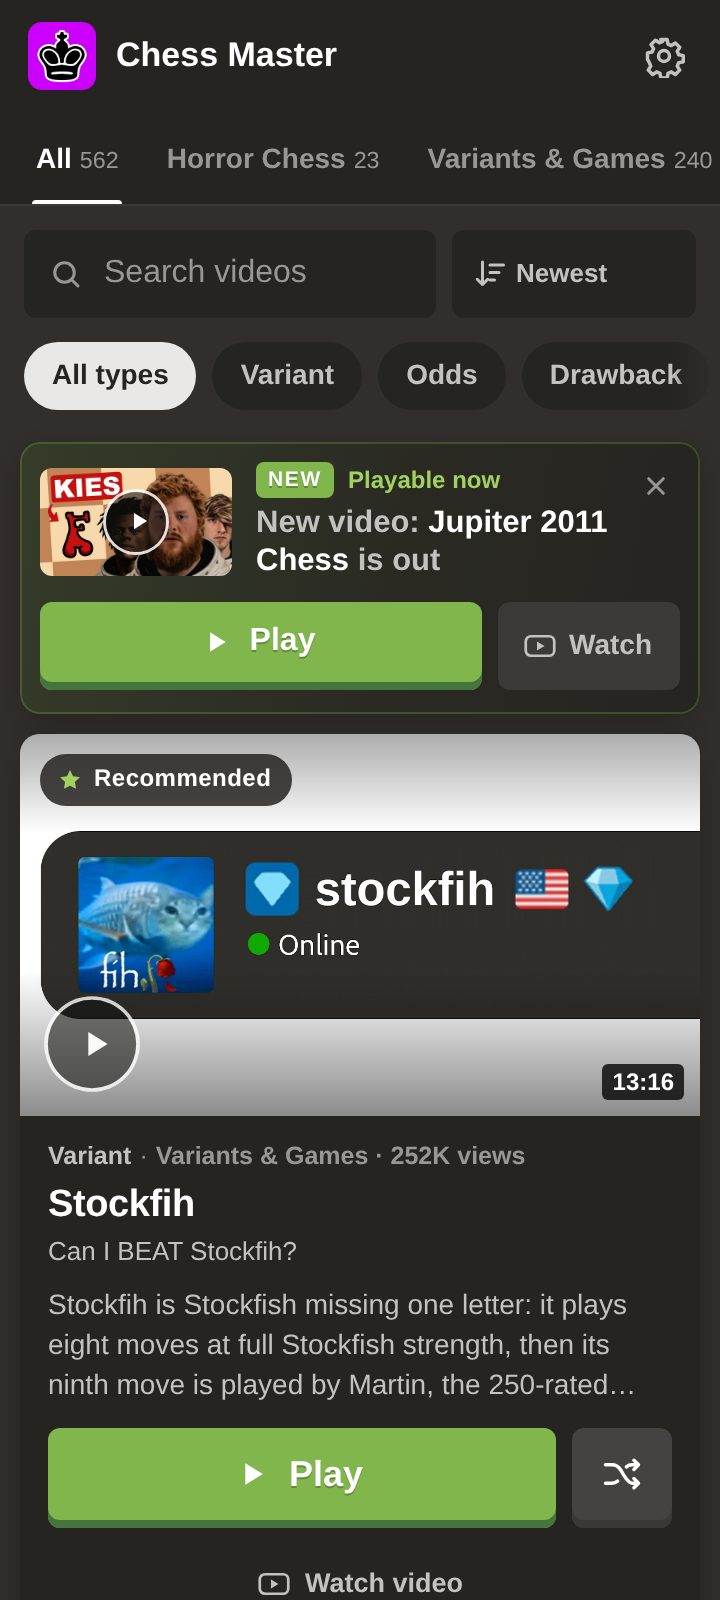 Chess Master
All 562 Horror Chess 23 Variants & Games 240
Search videos
Newest
All types Variant Odds Drawback
KIES
NEW Playable now
New video: Jupiter 2011
Chess is out
Play
Watch
Recommended
stockfih
Online
fih
13:16
Variant · Variants & Games · 252K views
Stockfih
Can I BEAT Stockfih?
Stockfih is Stockfish missing one letter: it plays
eight moves at full Stockfish strength, then its
ninth move is played by Martin, the 250-rated…
Play
Watch video